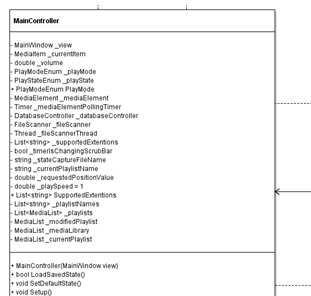 MainController
- MainWindow _view
- MediaItem _currentItem
- double _volume
- PlayModeEnum _playMode
- PlayStateEnum _playState
+ PlayModeEnum PlayMode
- MediaElement _mediaElement
- Timer _mediaElementPollingTimer
- DatabaseController _databaseController
- FileScanner _fileScanner
- Thread _fileScannerThread
- List<string> _supportedExtentions
- bool _timerIsChangingScrubBar
- string _stateCaptureFileName
- string _currentPlaylistName
- double _requestedPositionValue
- double _playSpeed = 1
+ List<string> SupportedExtentions
- List<string> _playlistNames
- List<MediaList> _playlists
- MediaList _modifiedPlaylist
- MediaList _mediaLibrary
- MediaList _currentPlaylist
+ MainController(MainWindow view)
+ bool LoadSavedState()
+ void SetDefaultState()
+ void Setup()